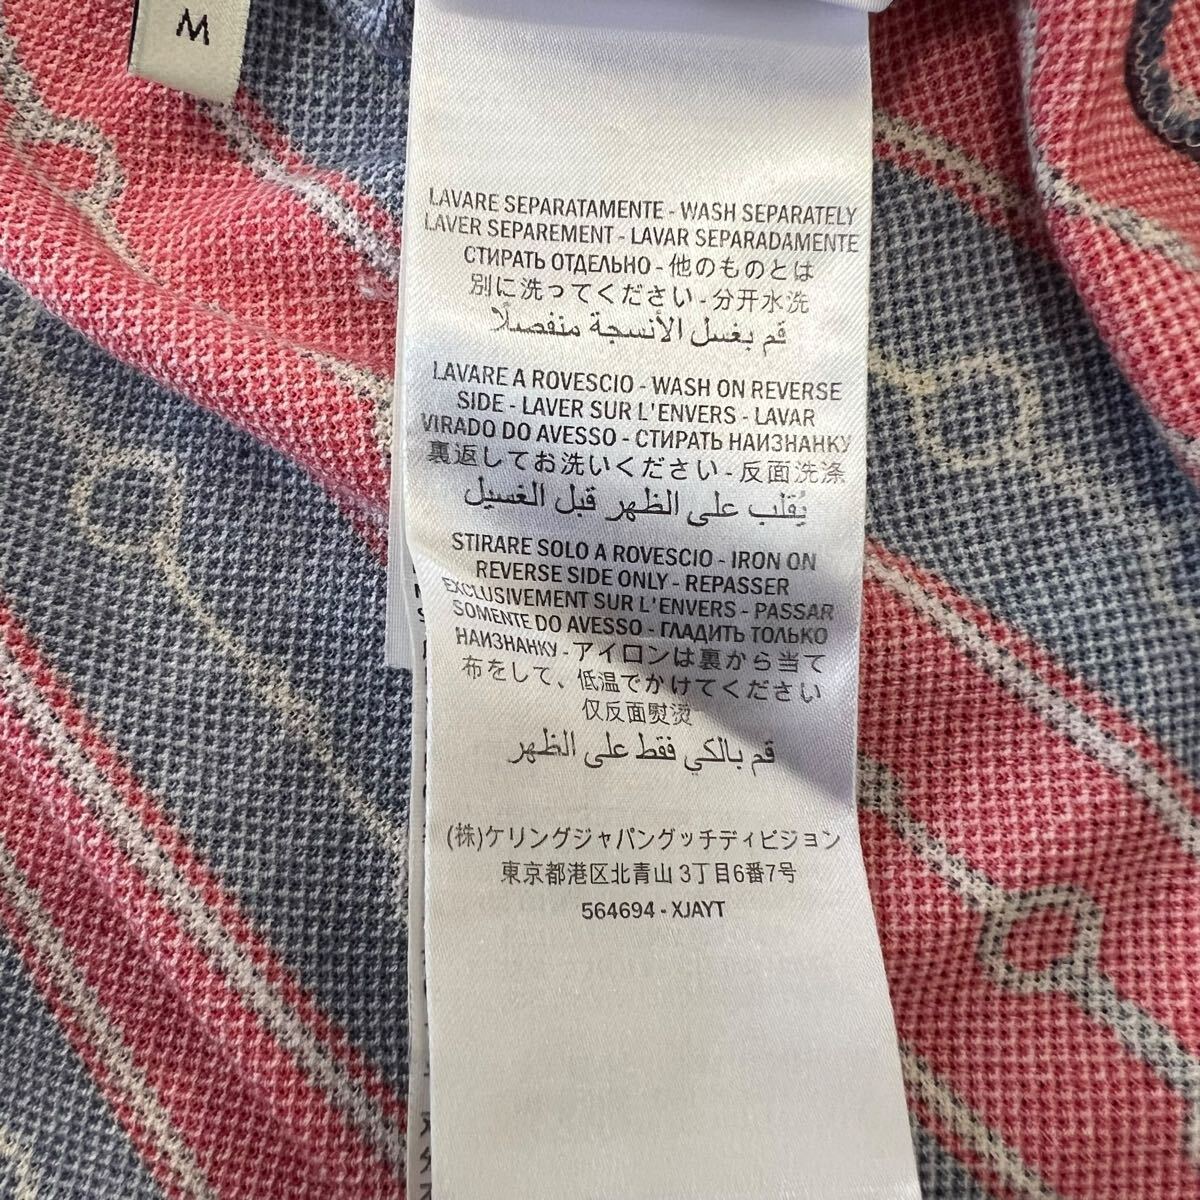 M
LAVARE SEPARATAMENTE - WASH SEPARATELY
LAVER SEPAREMENT - LAVAR SEPARADAMENTE
СТИРАТЬ ОТДЕЛЬНО - 他のものとは
別に洗ってください - 分开水洗
قم بغسل الأنسجة منفصلًا
LAVARE A ROVESCIO - WASH ON REVERSE
SIDE - LAVER SUR L'ENVERS - LAVAR
VIRADO DO AVESSO - СТИРАТЬ НАИЗНАНКУ
裏返してお洗いください - 反面洗涤
يُقلب على الظهر قبل الغسيل
STIRARE SOLO A ROVESCIO - IRON ON
REVERSE SIDE ONLY - REPASSER
EXCLUSIVEMENT SUR L'ENVERS - PASSAR
SOMENTE DO AVESSO - ГЛАДИТЬ ТОЛЬКО
НАИЗНАНКУ - アイロンは裏から当て
布をして、低温でかけてください
仅反面熨烫
قم بالكي فقط على الظهر
(株)ケリングジャパングッチディビジョン
東京都港区北青山 3丁目6番7号
564694 - XJAYT